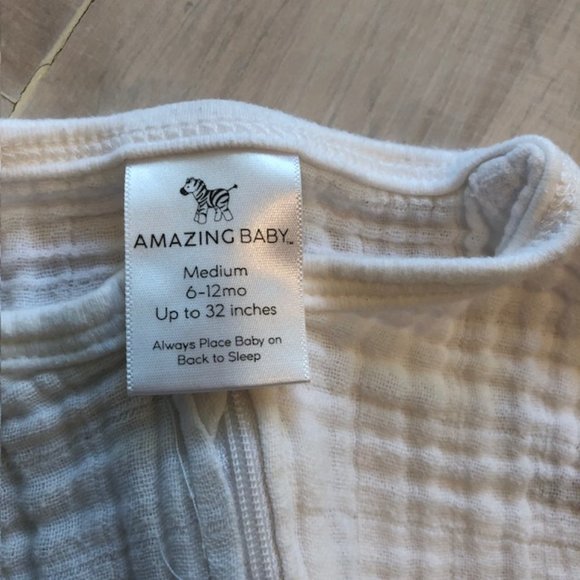 AMAZING BABY™
Medium
6-12mo
Up to 32 inches
Always Place Baby on
Back to Sleep